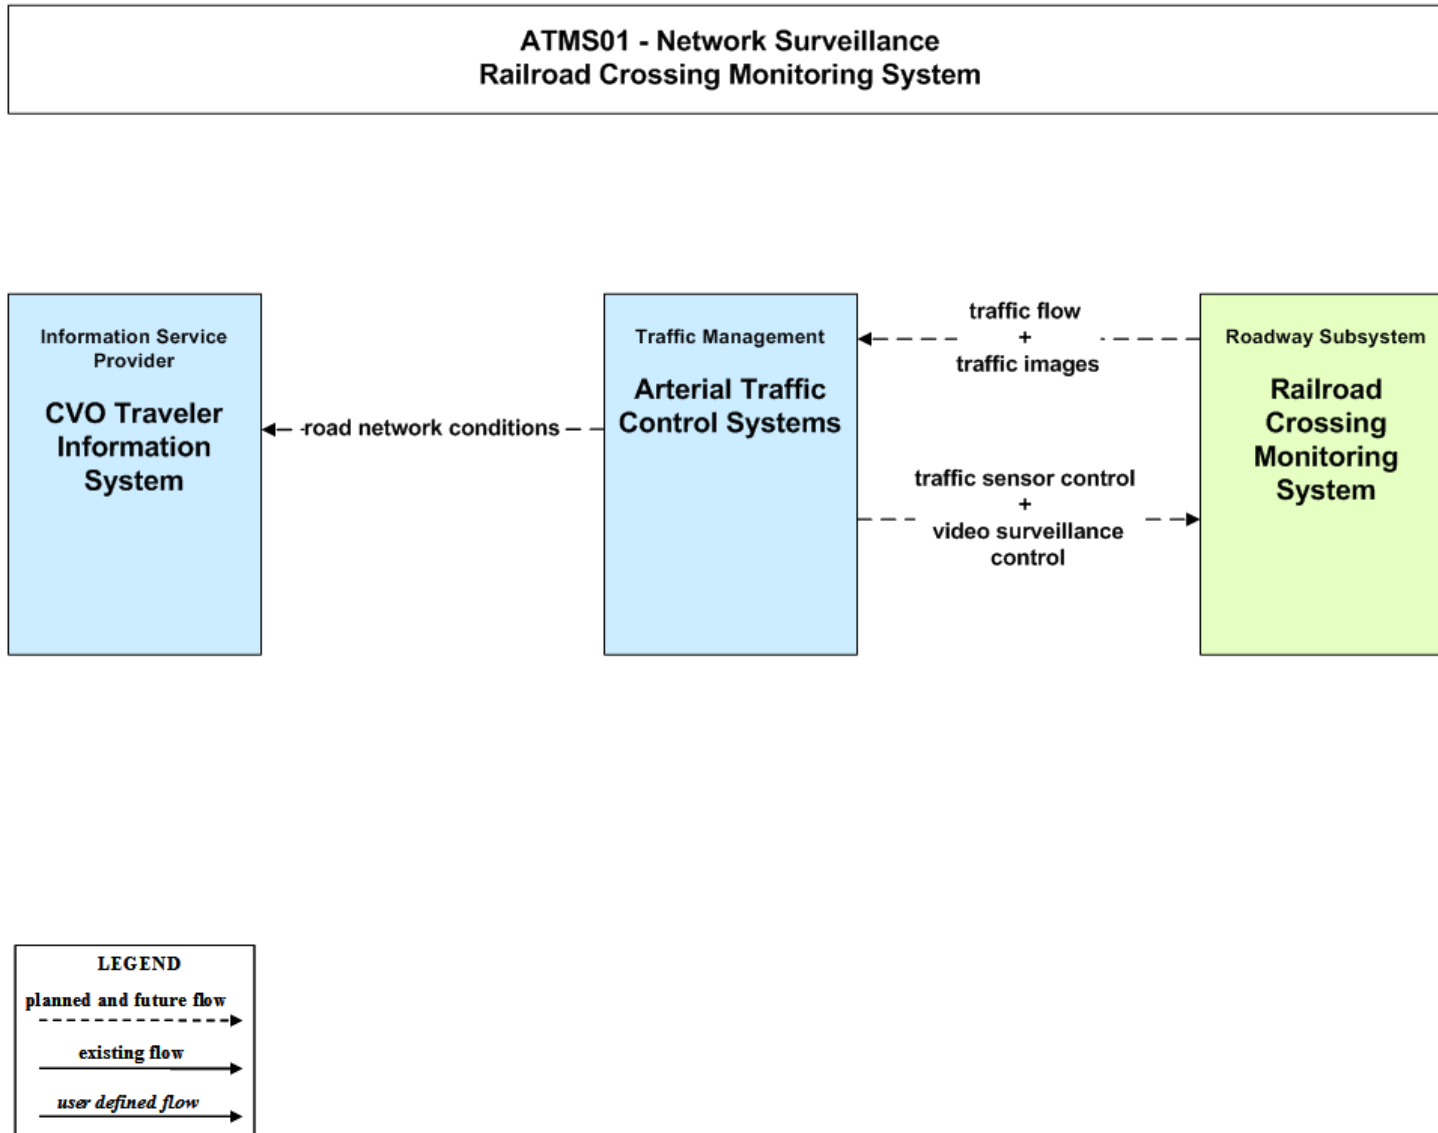 ATMS01 - Network Surveillance
Railroad Crossing Monitoring System
Information Service
Provider
CVO Traveler
Information
System
road network conditions
Traffic Management
Arterial Traffic
Control Systems
traffic flow
+
traffic images
traffic sensor control
+
video surveillance
control
Roadway Subsystem
Railroad
Crossing
Monitoring
System
LEGEND
planned and future flow
existing flow
user defined flow